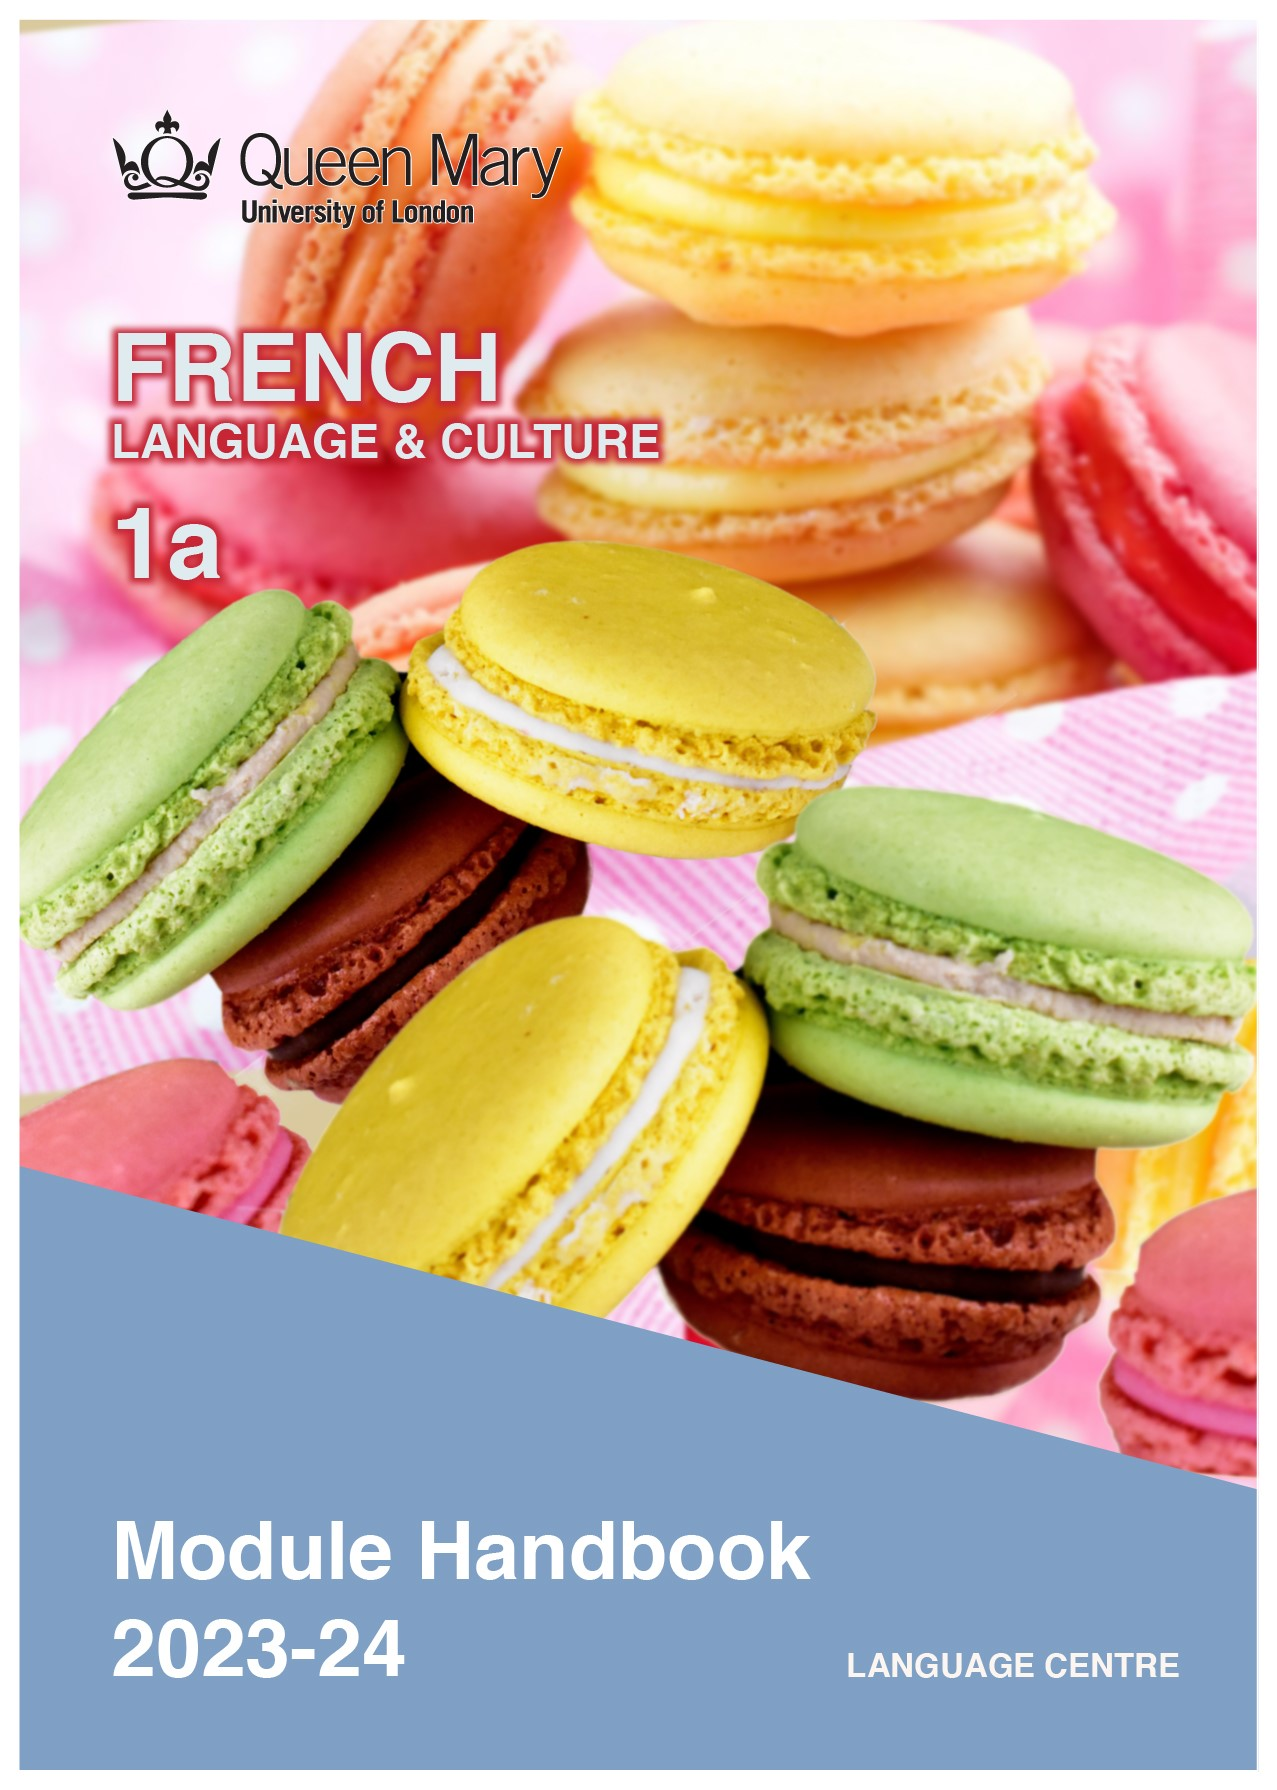 Queen Mary
University of London
FRENCH
LANGUAGE & CULTURE
1a
Module Handbook
2023-24
LANGUAGE CENTRE